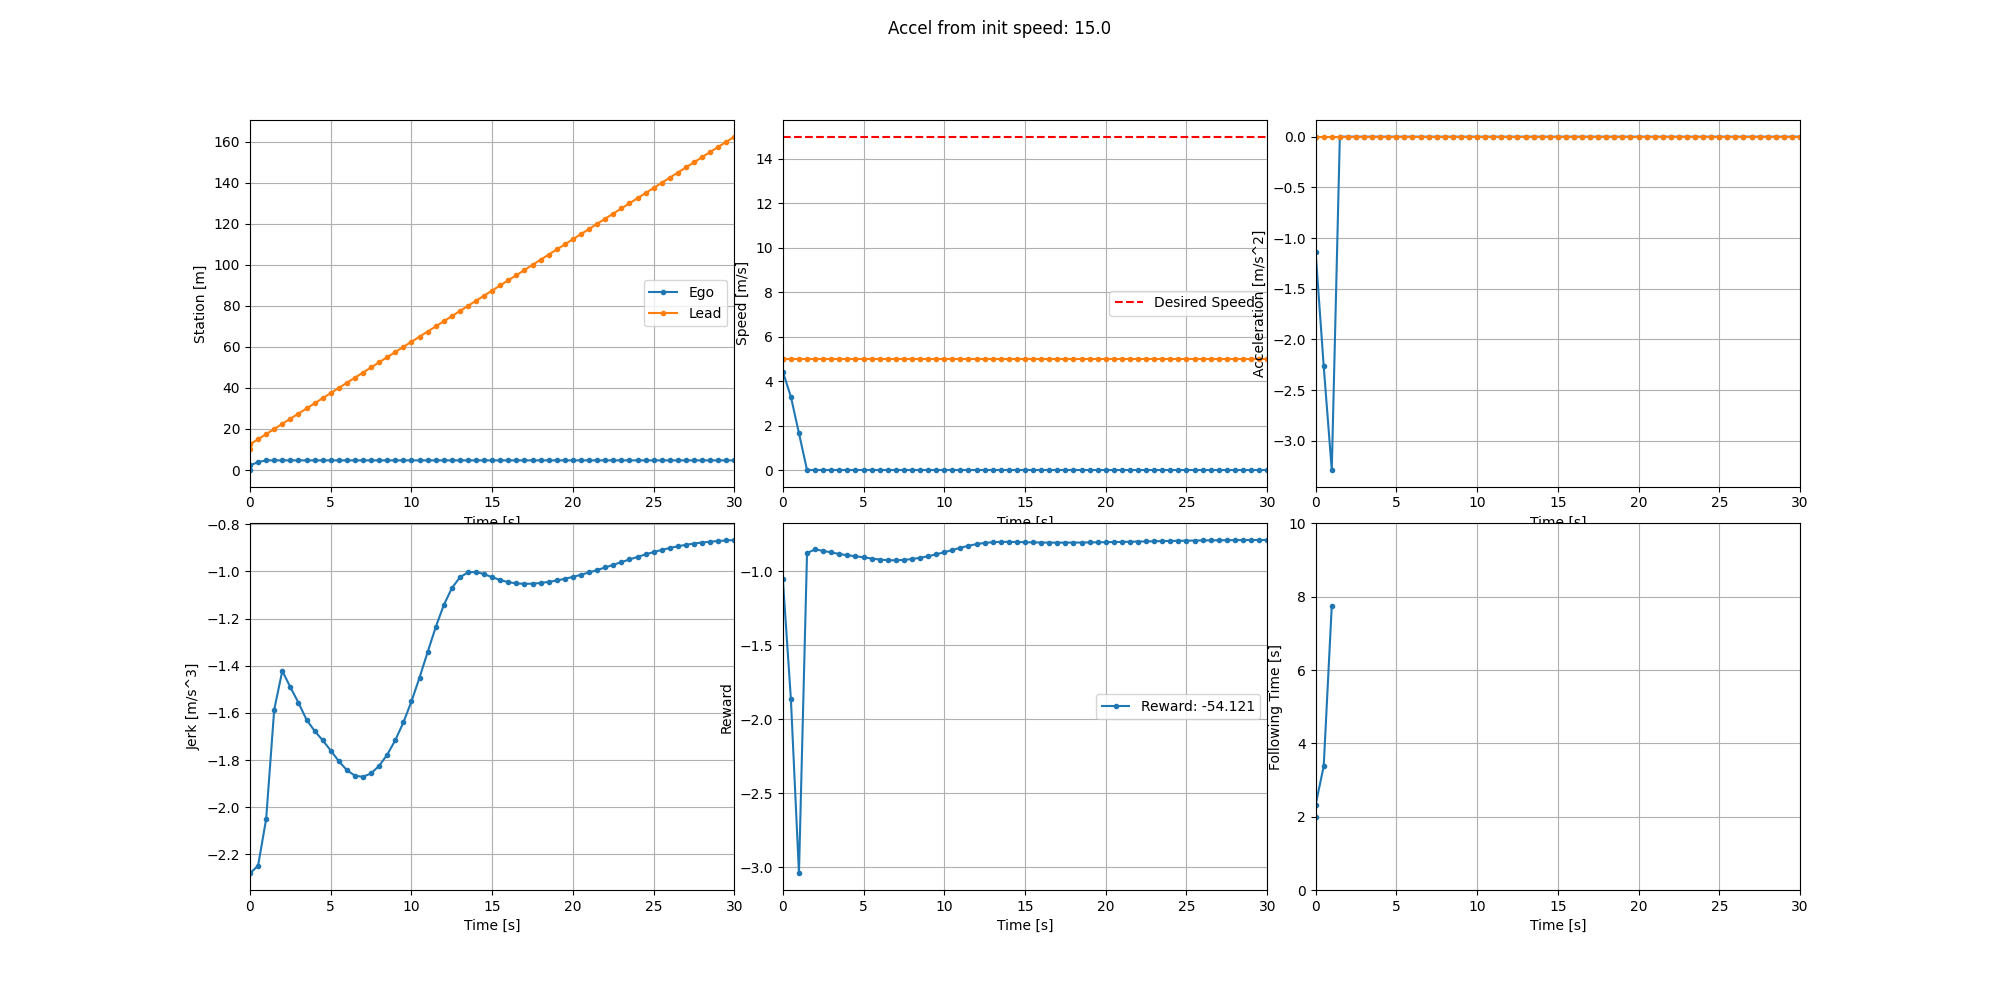 Accel from init speed: 15.0
Station [m]
160
140
120
100
80
60
40
20
0
0 5 10 15 20 25 30
Time [s]
Ego
Lead
Speed [m/s]
14
12
10
8
6
4
2
0
0 5 10 15 20 25 30
Time [s]
Desired Speed
Acceleration [m/s^2]
0.0
−0.5
−1.0
−1.5
−2.0
−2.5
−3.0
0 5 10 15 20 25 30
Time [s]
Jerk [m/s^3]
−0.8
−1.0
−1.2
−1.4
−1.6
−1.8
−2.0
−2.2
0 5 10 15 20 25 30
Time [s]
Reward
−1.0
−1.5
−2.0
−2.5
−3.0
0 5 10 15 20 25 30
Time [s]
Reward: -54.121
Following Time [s]
10
8
6
4
2
0
0 5 10 15 20 25 30
Time [s]